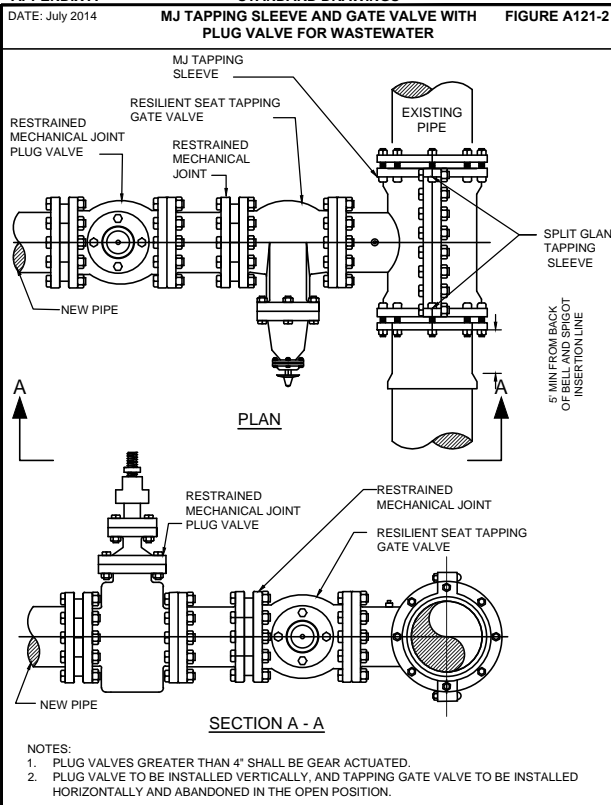 DATE: July 2014
MJ TAPPING SLEEVE AND GATE VALVE WITH
PLUG VALVE FOR WASTEWATER
FIGURE A121-2
MJ TAPPING
SLEEVE
RESILIENT SEAT TAPPING
GATE VALVE
EXISTING
PIPE
RESTRAINED
MECHANICAL JOINT
PLUG VALVE
RESTRAINED
MECHANICAL
JOINT
SPLIT GLAN
TAPPING
SLEEVE
NEW PIPE
5' MIN FROM BACK
OF BELL AND SPIGOT
INSERTION LINE
A
A
PLAN
RESTRAINED
MECHANICAL JOINT
PLUG VALVE
RESTRAINED
MECHANICAL JOINT
RESILIENT SEAT TAPPING
GATE VALVE
NEW PIPE
SECTION A - A
NOTES:
1. PLUG VALVES GREATER THAN 4" SHALL BE GEAR ACTUATED.
2. PLUG VALVE TO BE INSTALLED VERTICALLY, AND TAPPING GATE VALVE TO BE INSTALLED
HORIZONTALLY AND ABANDONED IN THE OPEN POSITION.